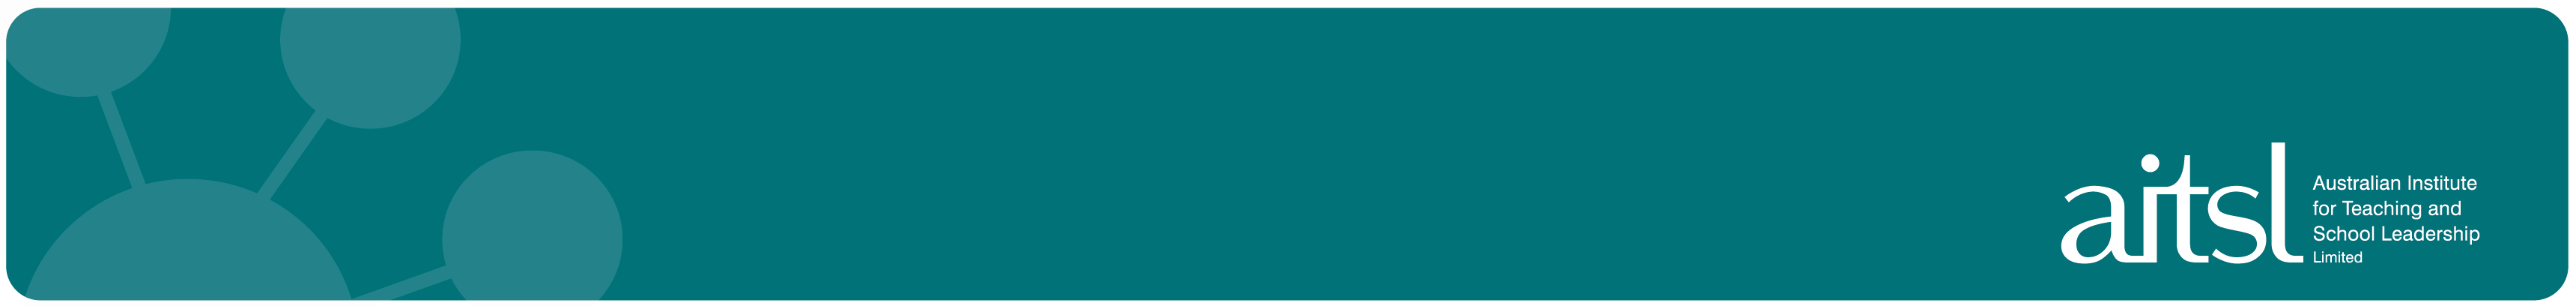 aitsl
Australian Institute
for Teaching and
School Leadership
Limited